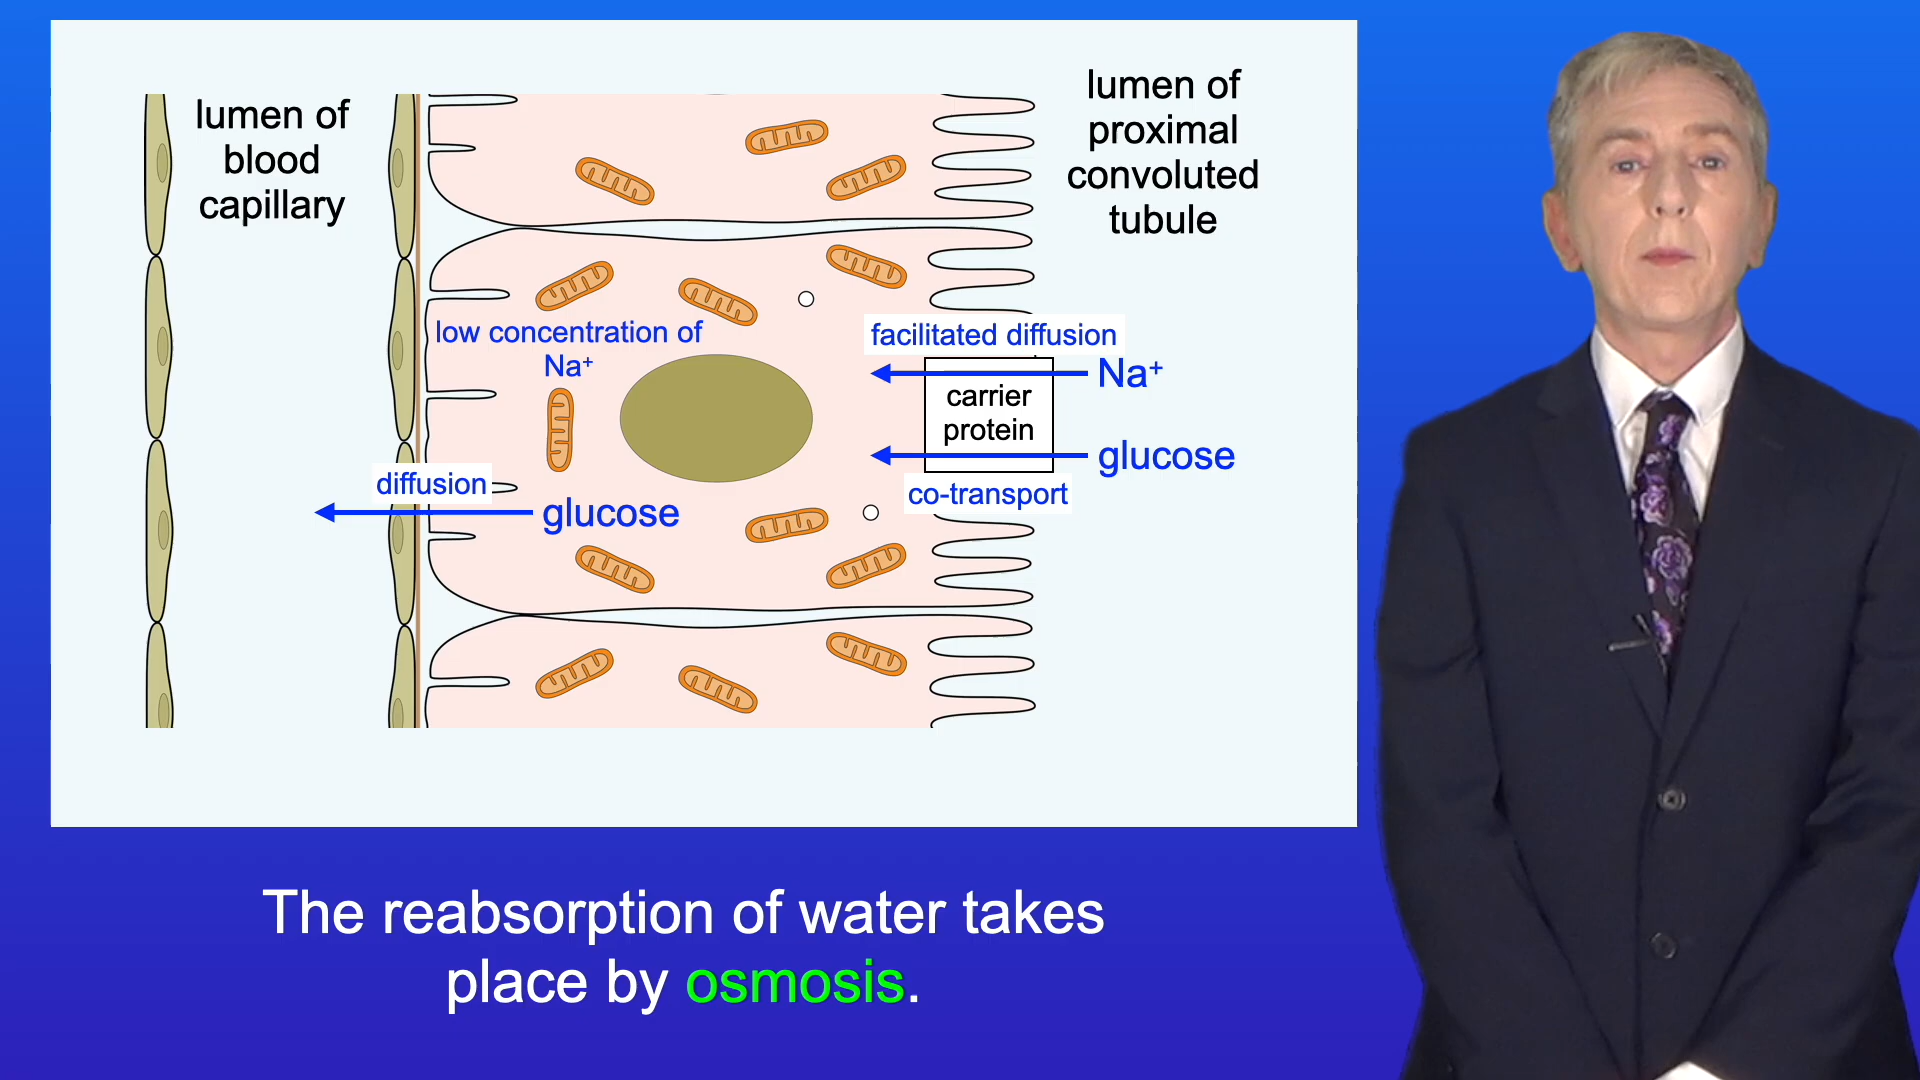 lumen of
blood
capillary
lumen of
proximal
convoluted
tubule
low concentration of
Na⁺
facilitated diffusion
Na⁺
carrier
protein
glucose
co-transport
diffusion
glucose
The reabsorption of water takes
place by osmosis.